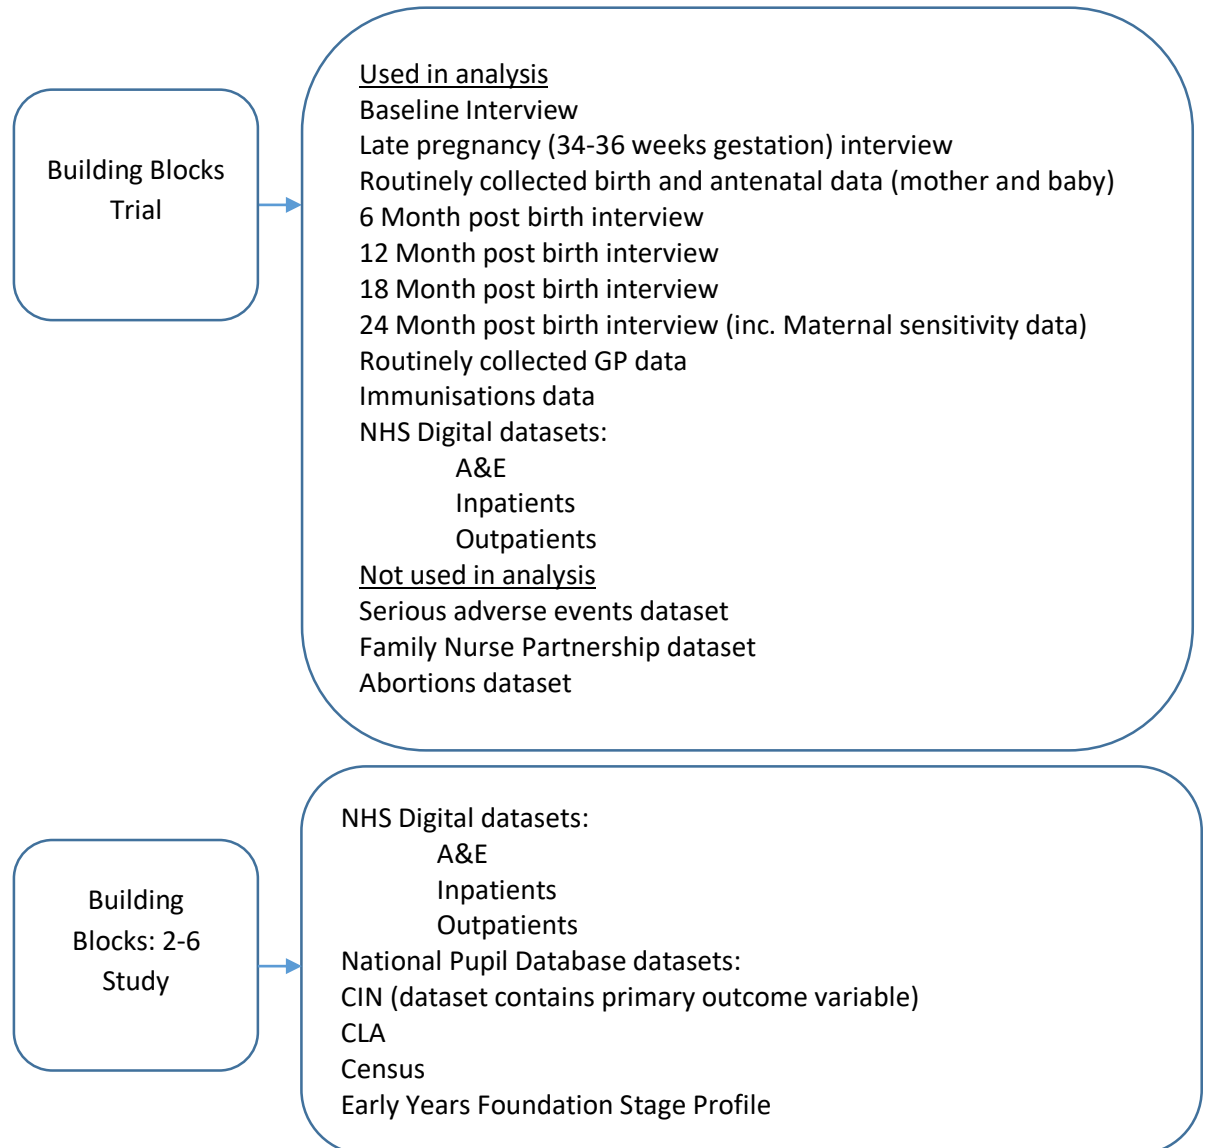 Building Blocks
Trial
Used in analysis
Baseline Interview
Late pregnancy (34-36 weeks gestation) interview
Routinely collected birth and antenatal data (mother and baby)
6 Month post birth interview
12 Month post birth interview
18 Month post birth interview
24 Month post birth interview (inc. Maternal sensitivity data)
Routinely collected GP data
Immunisations data
NHS Digital datasets:
A&E
Inpatients
Outpatients
Not used in analysis
Serious adverse events dataset
Family Nurse Partnership dataset
Abortions dataset
Building
Blocks: 2-6
Study
NHS Digital datasets:
A&E
Inpatients
Outpatients
National Pupil Database datasets:
CIN (dataset contains primary outcome variable)
CLA
Census
Early Years Foundation Stage Profile